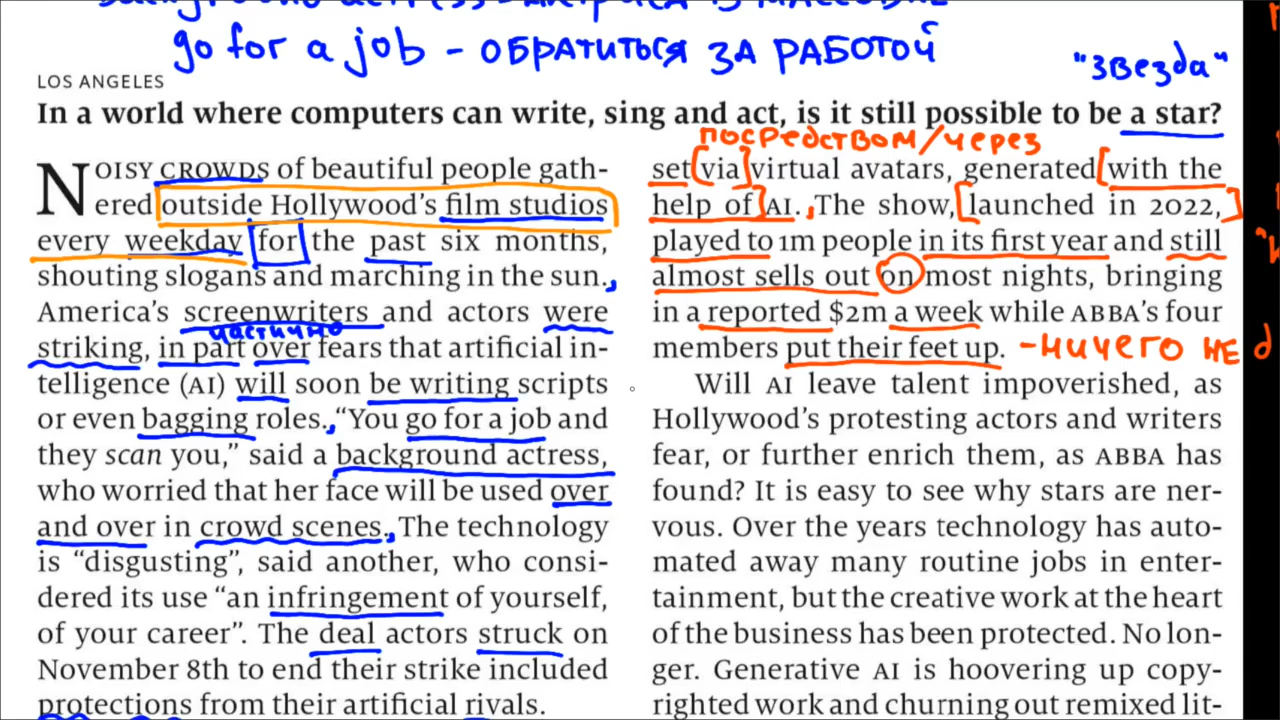 background actress -
go for a job - ОБРАТИТЬСЯ ЗА РАБОТОЙ
"звезда"
LOS ANGELES
In a world where computers can write, sing and act, is it still possible to be a star?
NOISY CROWDS of beautiful people gath-
ered outside Hollywood's film studios
every weekday for the past six months,
shouting slogans and marching in the sun.
America's screenwriters and actors were
частично
striking, in part over fears that artificial in-
telligence (AI) will soon be writing scripts
or even bagging roles. "You go for a job and
they scan you," said a background actress,
who worried that her face will be used over
and over in crowd scenes. The technology
is "disgusting", said another, who consi-
dered its use "an infringement of yourself,
of your career". The deal actors struck on
November 8th to end their strike included
protections from their artificial rivals.
посредством/через
set via virtual avatars, generated with the
help of AI. The show, launched in 2022,
played to 1m people in its first year and still
almost sells out on most nights, bringing
in a reported $2m a week while ABBA's four
members put their feet up. - ничего не д
Will AI leave talent impoverished, as
Hollywood's protesting actors and writers
fear, or further enrich them, as ABBA has
found? It is easy to see why stars are ner-
vous. Over the years technology has auto-
mated away many routine jobs in enter-
tainment, but the creative work at the heart
of the business has been protected. No lon-
ger. Generative AI is hoovering up copy-
righted work and churning out remixed lit-